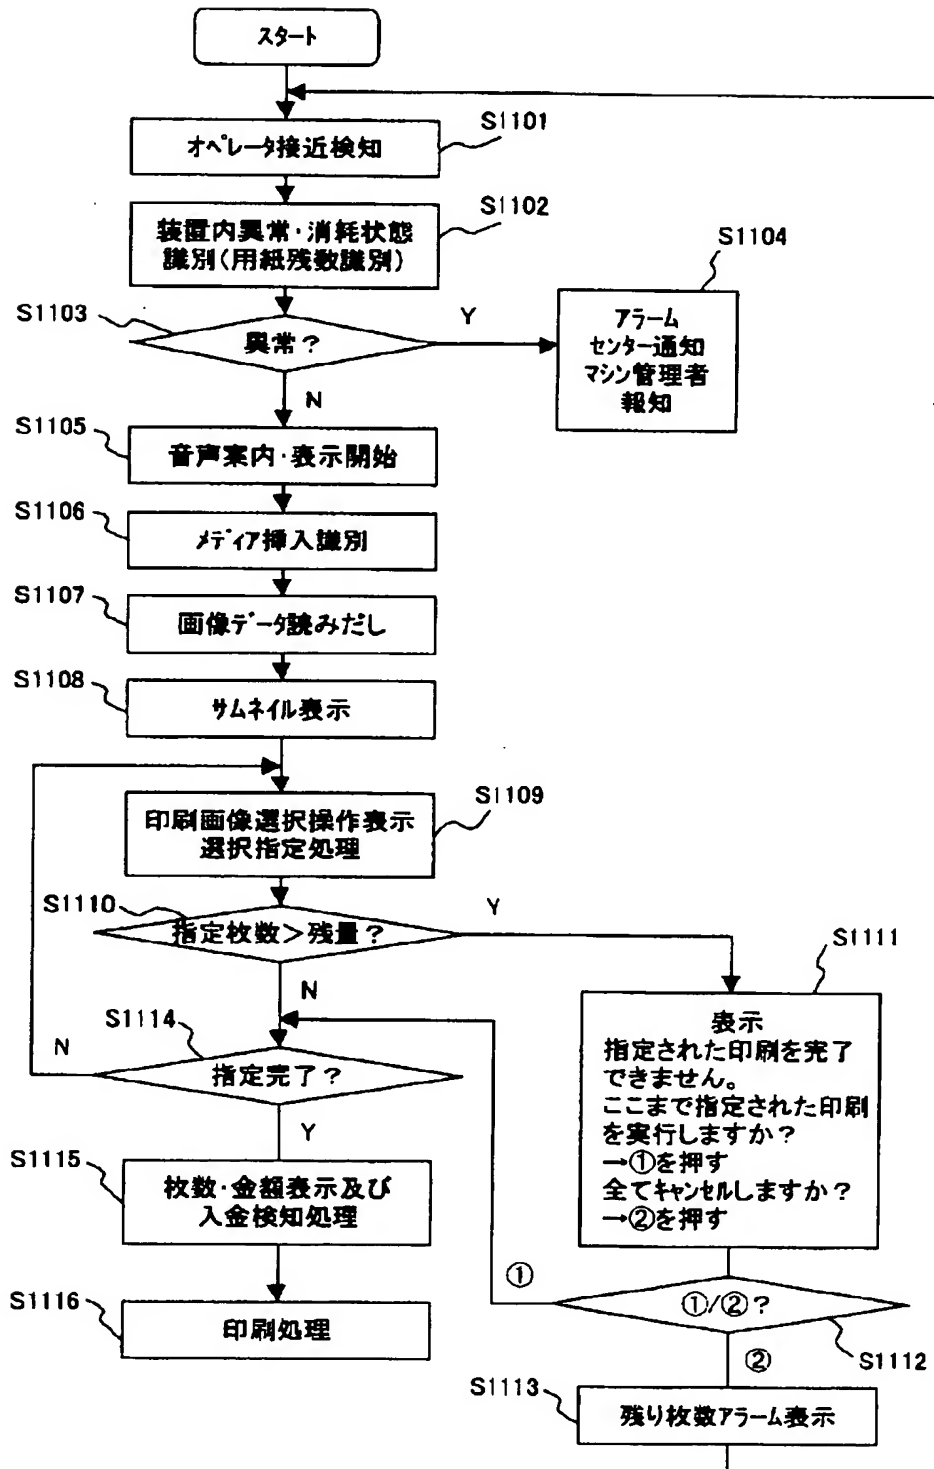 スタート
S1101
オペレータ接近検知
S1102
装置内異常・消耗状態
識別(用紙残数識別)
S1103
異常?
Y
S1104
アラーム
センター通知
マシン管理者
報知
N
S1105
音声案内・表示開始
S1106
メディア挿入識別
S1107
画像データ読みだし
S1108
サムネイル表示
S1109
印刷画像選択操作表示
選択指定処理
S1110
指定枚数>残量?
Y
S1111
表示
指定された印刷を完了
できません。
ここまで指定された印刷
を実行しますか?
→①を押す
全てキャンセルしますか?
→②を押す
N
S1114
N
指定完了?
Y
S1115
枚数・金額表示及び
入金検知処理
①
①/②?
S1112
②
S1116
印刷処理
S1113
残り枚数アラーム表示